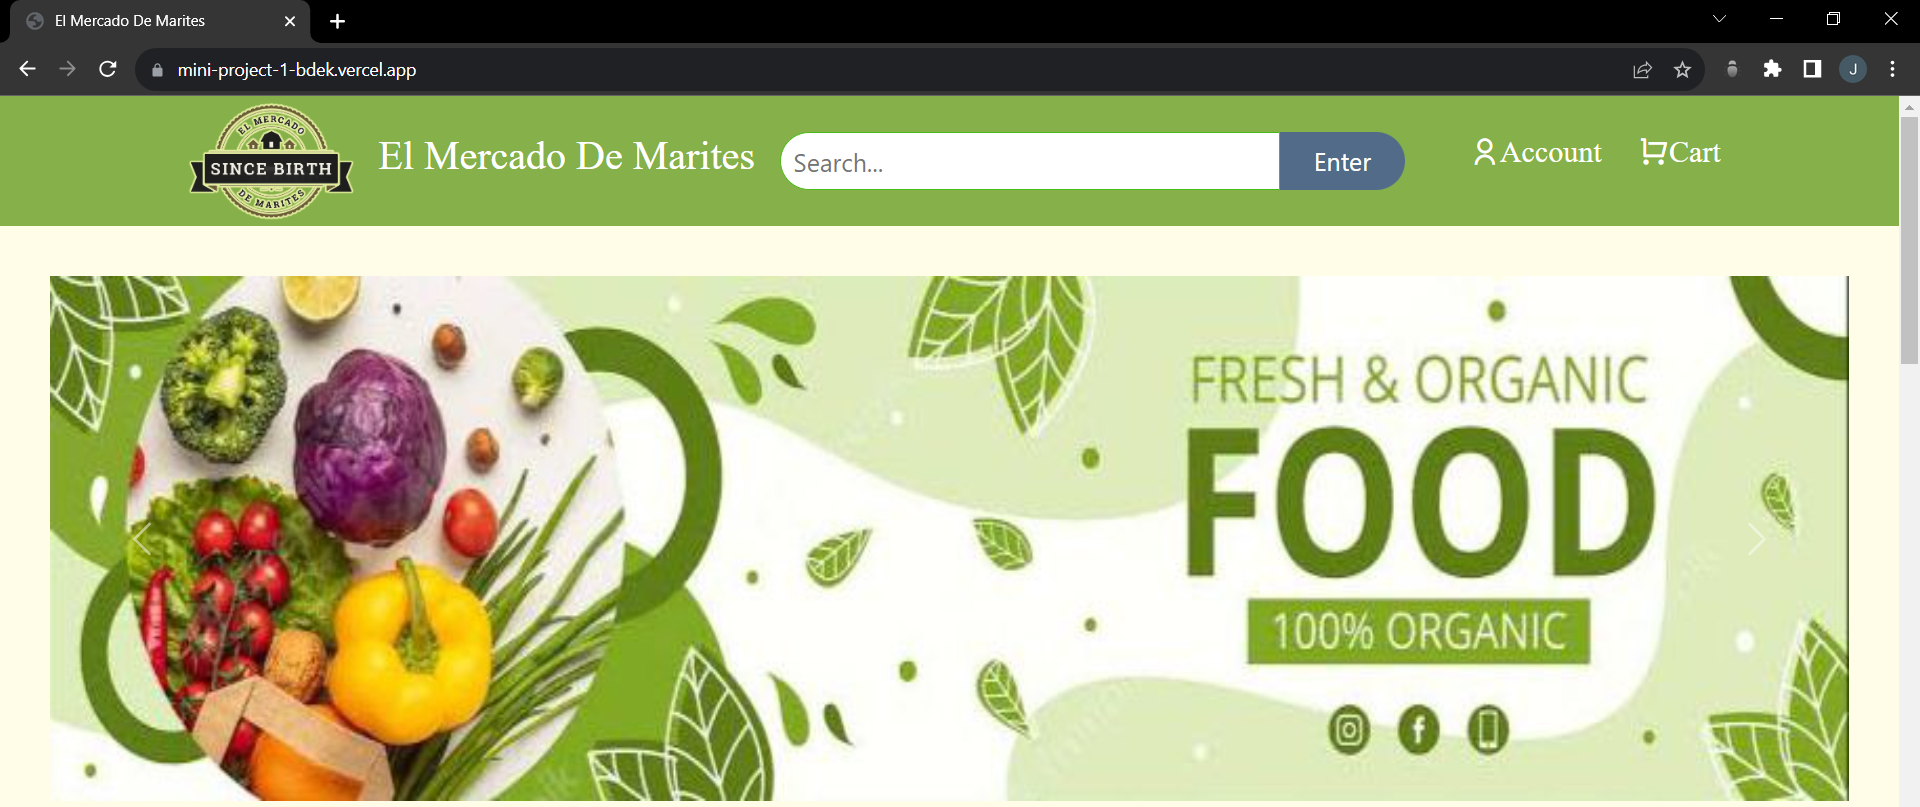 El Mercado De Marites
mini-project-1-bdek.vercel.app
J
EL MERCADO
SINCE BIRTH
DE MARITES
El Mercado De Marites
Search...
Enter
Account
Cart
FRESH & ORGANIC
FOOD
100% ORGANIC